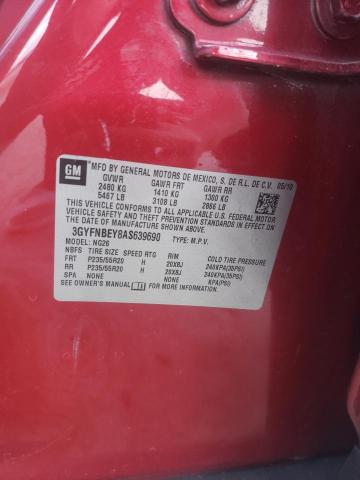 GM
MFD BY GENERAL MOTORS DE MEXICO, S. DE R.L. DE C.V. 05/10
GVWR GAWR FRT GAWR RR
2480 KG 1410 KG 1300 KG
5467 LB 3108 LB 2866 LB
THIS VEHICLE CONFORMS TO ALL APPLICABLE U.S. FEDERAL MOTOR
VEHICLE SAFETY, BUMPER, AND THEFT PREVENTION STANDARDS IN
EFFECT ON THE DATE OF MANUFACTURE SHOWN ABOVE.
3GYFNBEY8AS639690 TYPE: M.P.V.
MODEL: NG26
NBFS TIRE SIZE SPEED RTG RIM COLD TIRE PRESSURE
FRT P235/55R20 H 20X8J 240KPA(35PSI)
RR P235/55R20 H 20X8J 240KPA(35PSI)
SPA NONE NONE KPA(PSI)
SEE OWNER'S MANUAL FOR MORE INFORMATION